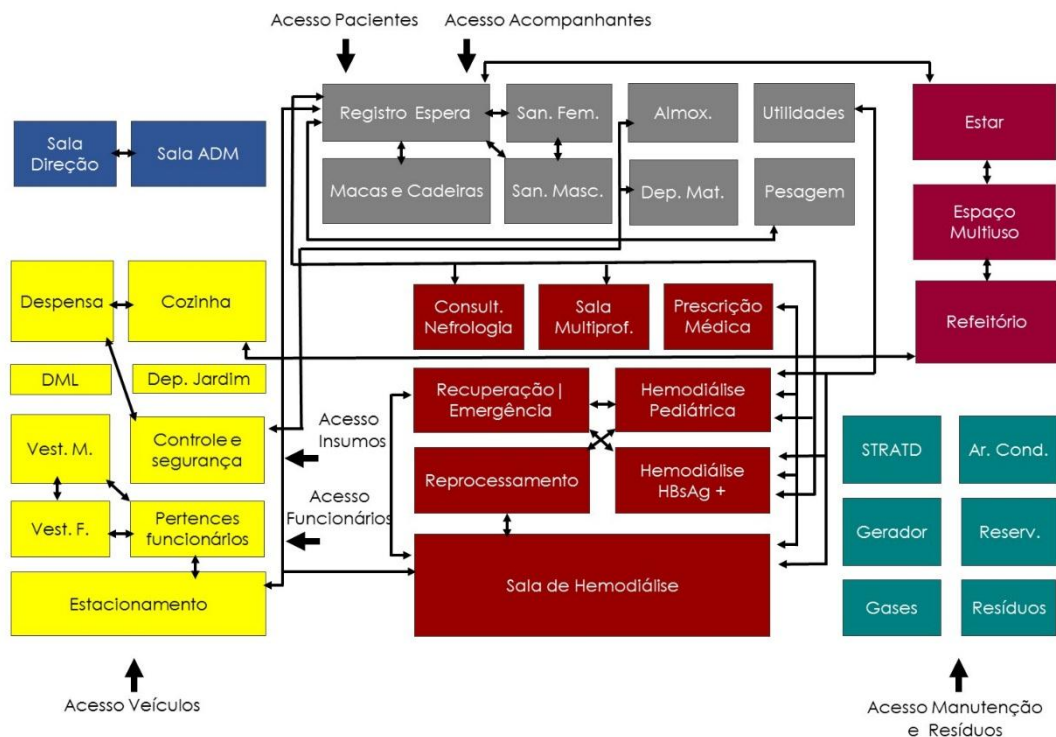 Acesso Pacientes
Acesso Acompanhantes
Registro Espera
San. Fem.
Almox.
Utilidades
Estar
Sala
Direção
Sala ADM
Macas e Cadeiras
San. Masc.
Dep. Mat.
Pesagem
Espaço
Multiuso
Despensa
Cozinha
Consult.
Nefrologia
Sala
Multiprof.
Prescrição
Médica
Refeitório
DML
Dep. Jardim
Recuperação|
Emergência
Hemodiálise
Pediátrica
Vest. M.
Controle e
segurança
Acesso
Insumos
Reprocessamento
Hemodiálise
HBsAg +
STRATD
Ar. Cond.
Vest. F.
Pertences
funcionários
Acesso
Funcionários
Gerador
Reserv.
Estacionamento
Sala de Hemodiálise
Gases
Resíduos
Acesso Veículos
Acesso Manutenção
e Resíduos